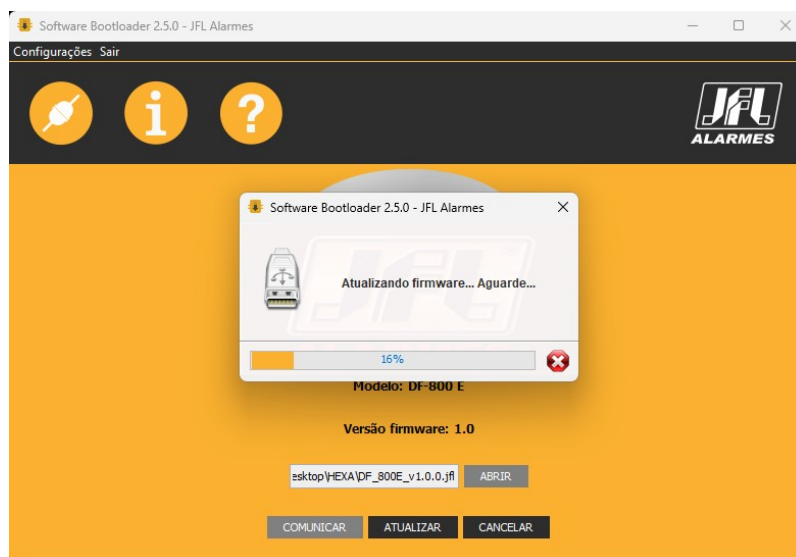 Software Bootloader 2.5.0 - JFL Alarmes
Configurações Sair
JFL
ALARMES
Software Bootloader 2.5.0 - JFL Alarmes
Atualizando firmware... Aguarde...
16%
Modelo: DF-800 E
Versão firmware: 1.0
esktop\HEXA\DF_800E_v1.0.0.jfl ABRIR
COMUNICAR ATUALIZAR CANCELAR